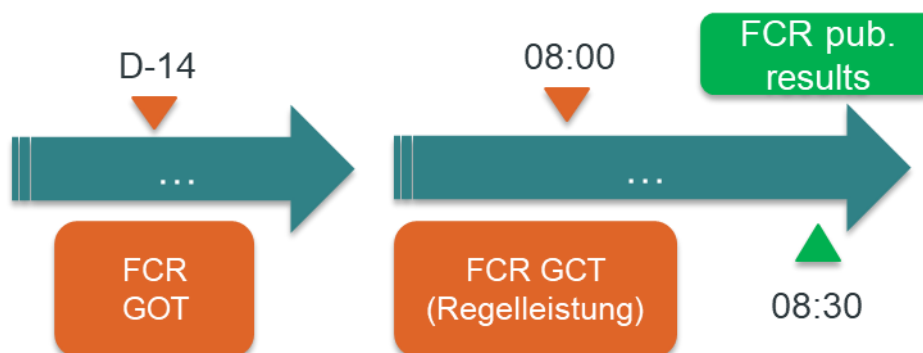 D-14
...
FCR
GOT
08:00
...
FCR GCT
(Regelleistung)
FCR pub.
results
08:30